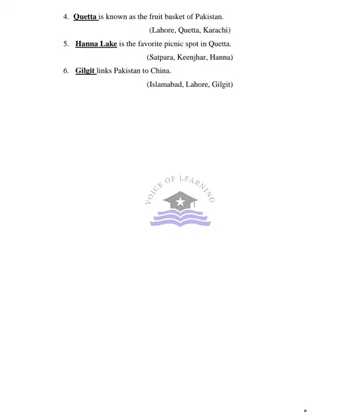 4. Quetta is known as the fruit basket of Pakistan.
(Lahore, Quetta, Karachi)
5. Hanna Lake is the favorite picnic spot in Quetta.
(Satpara, Keenjhar, Hanna)
6. Gilgit links Pakistan to China.
(Islamabad, Lahore, Gilgit)
VOICE OF LEARNING